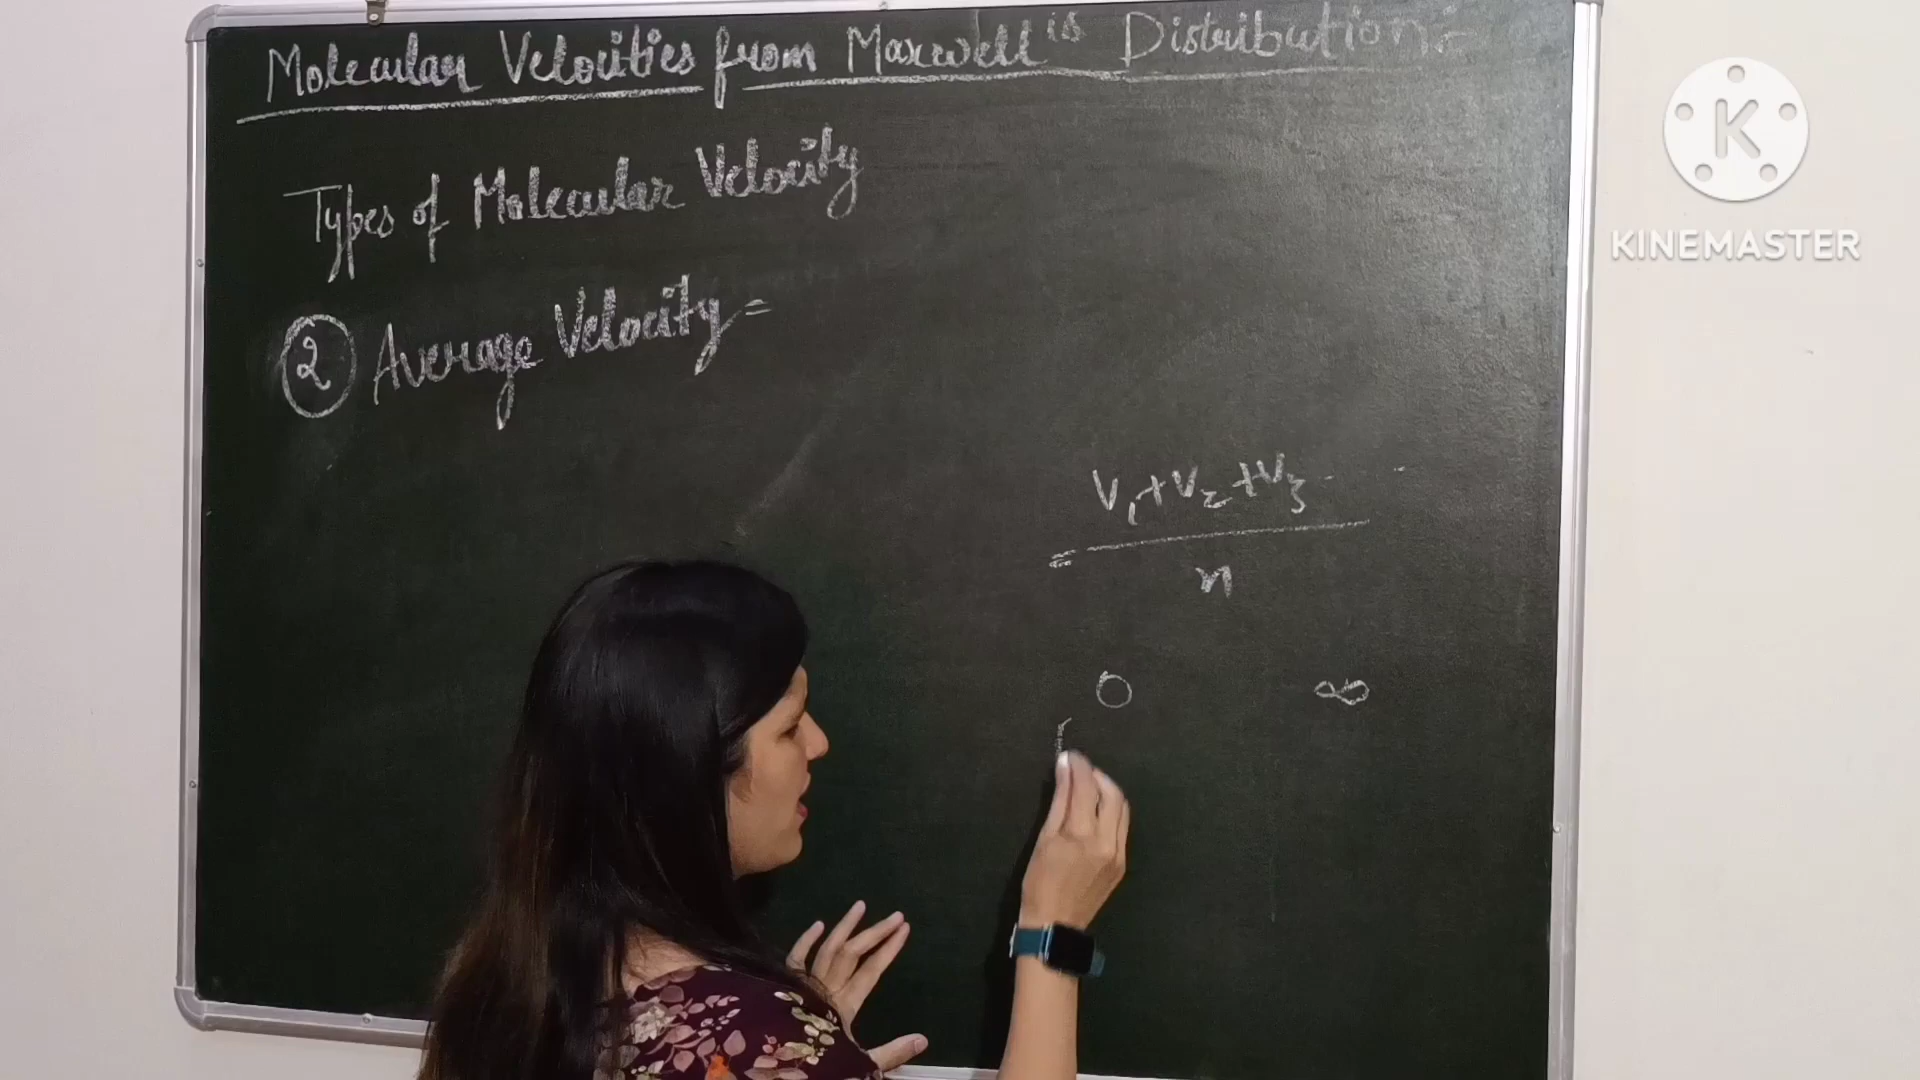 Molecular Velocities from Maxwell's Distribution:-
Types of Molecular Velocity
② Average Velocity =
= V₁+V₂+V₃ . . .
n
0 ∞
K
KINEMASTER